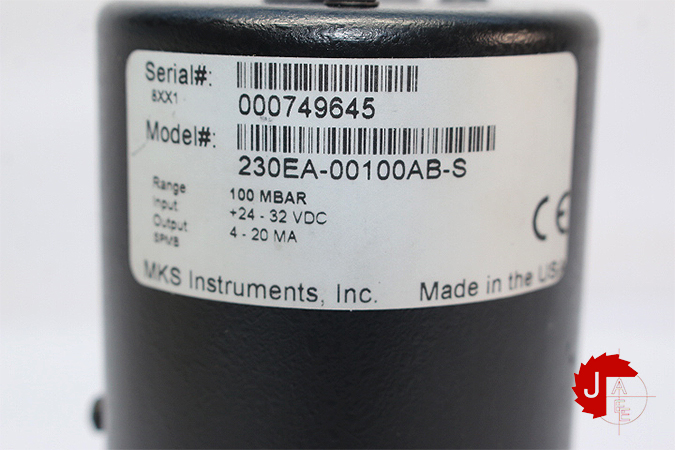 Serial#:
8XX1
000749645
Model#:
230EA-00100AB-S
Range 100 MBAR
Input +24 - 32 VDC
Output 4 - 20 MA
SPMB
CE
MKS Instruments, Inc. Made in the USA
J